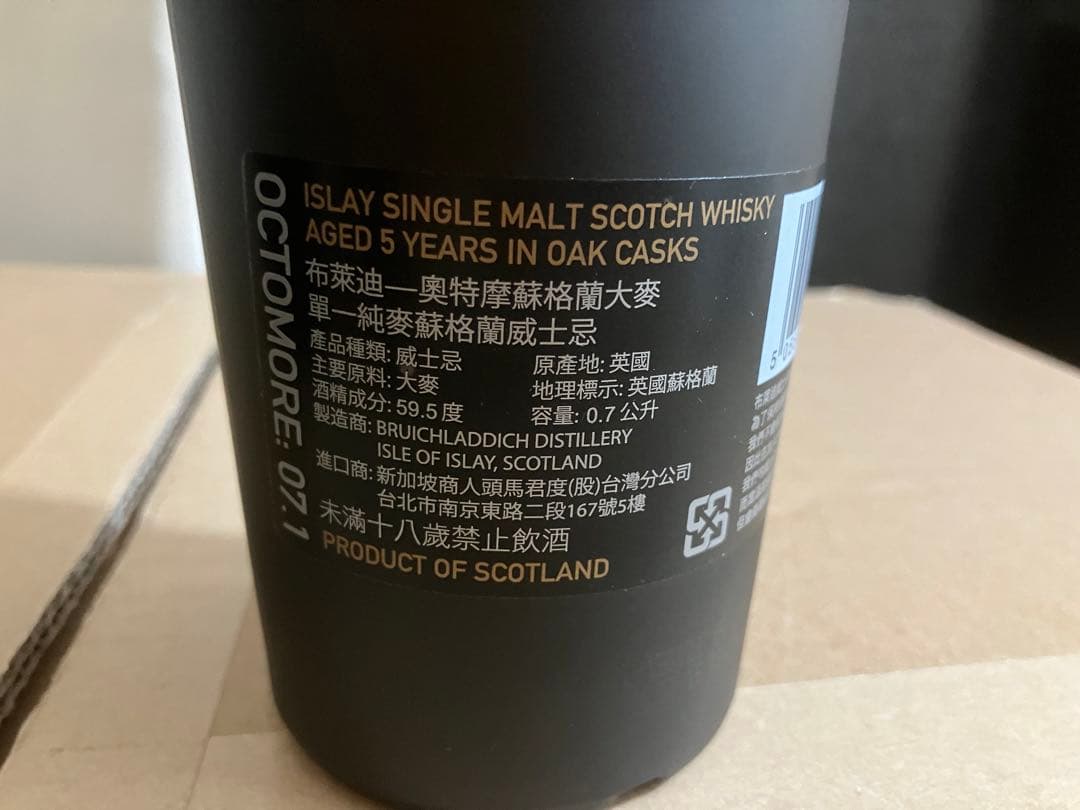 OCTOMORE: 07.1
ISLAY SINGLE MALT SCOTCH WHISKY
AGED 5 YEARS IN OAK CASKS
布萊迪—奧特摩蘇格蘭大麥
單一純麥蘇格蘭威士忌
產品種類: 威士忌 原產地: 英國
主要原料: 大麥 地理標示: 英國蘇格蘭
酒精成分: 59.5 度 容量: 0.7 公升
製造商: BRUICHLADDICH DISTILLERY
ISLE OF ISLAY, SCOTLAND
進口商: 新加坡商人頭馬君度(股)台灣分公司
台北市南京東路二段167號5樓
未滿十八歲禁止飲酒
PRODUCT OF SCOTLAND